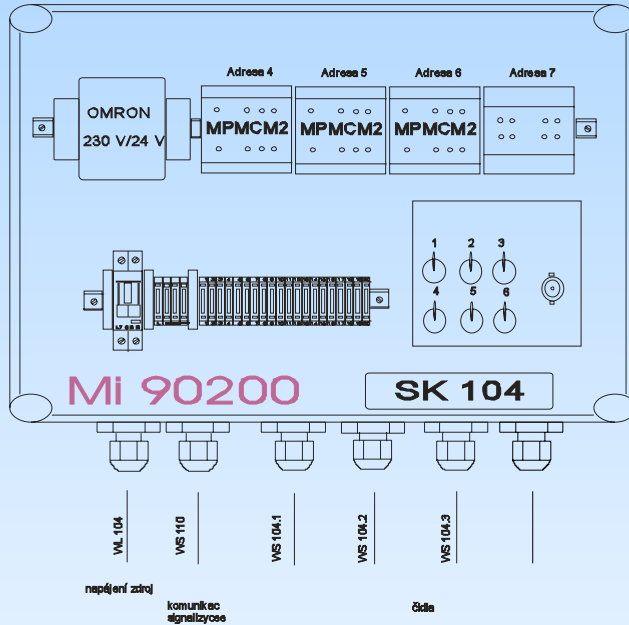 Adresa 4
Adresa 5
Adresa 6
Adresa 7
OMRON
230 V/24 V
MPMCM2
MPMCM2
MPMCM2
1 2 3
4 5 6
Mi 90200
SK 104
WL 104
WS 110
WS 104.1
WS 104.2
WS 104.3
napájení zdroj
komunikac
signalizycse
čidla